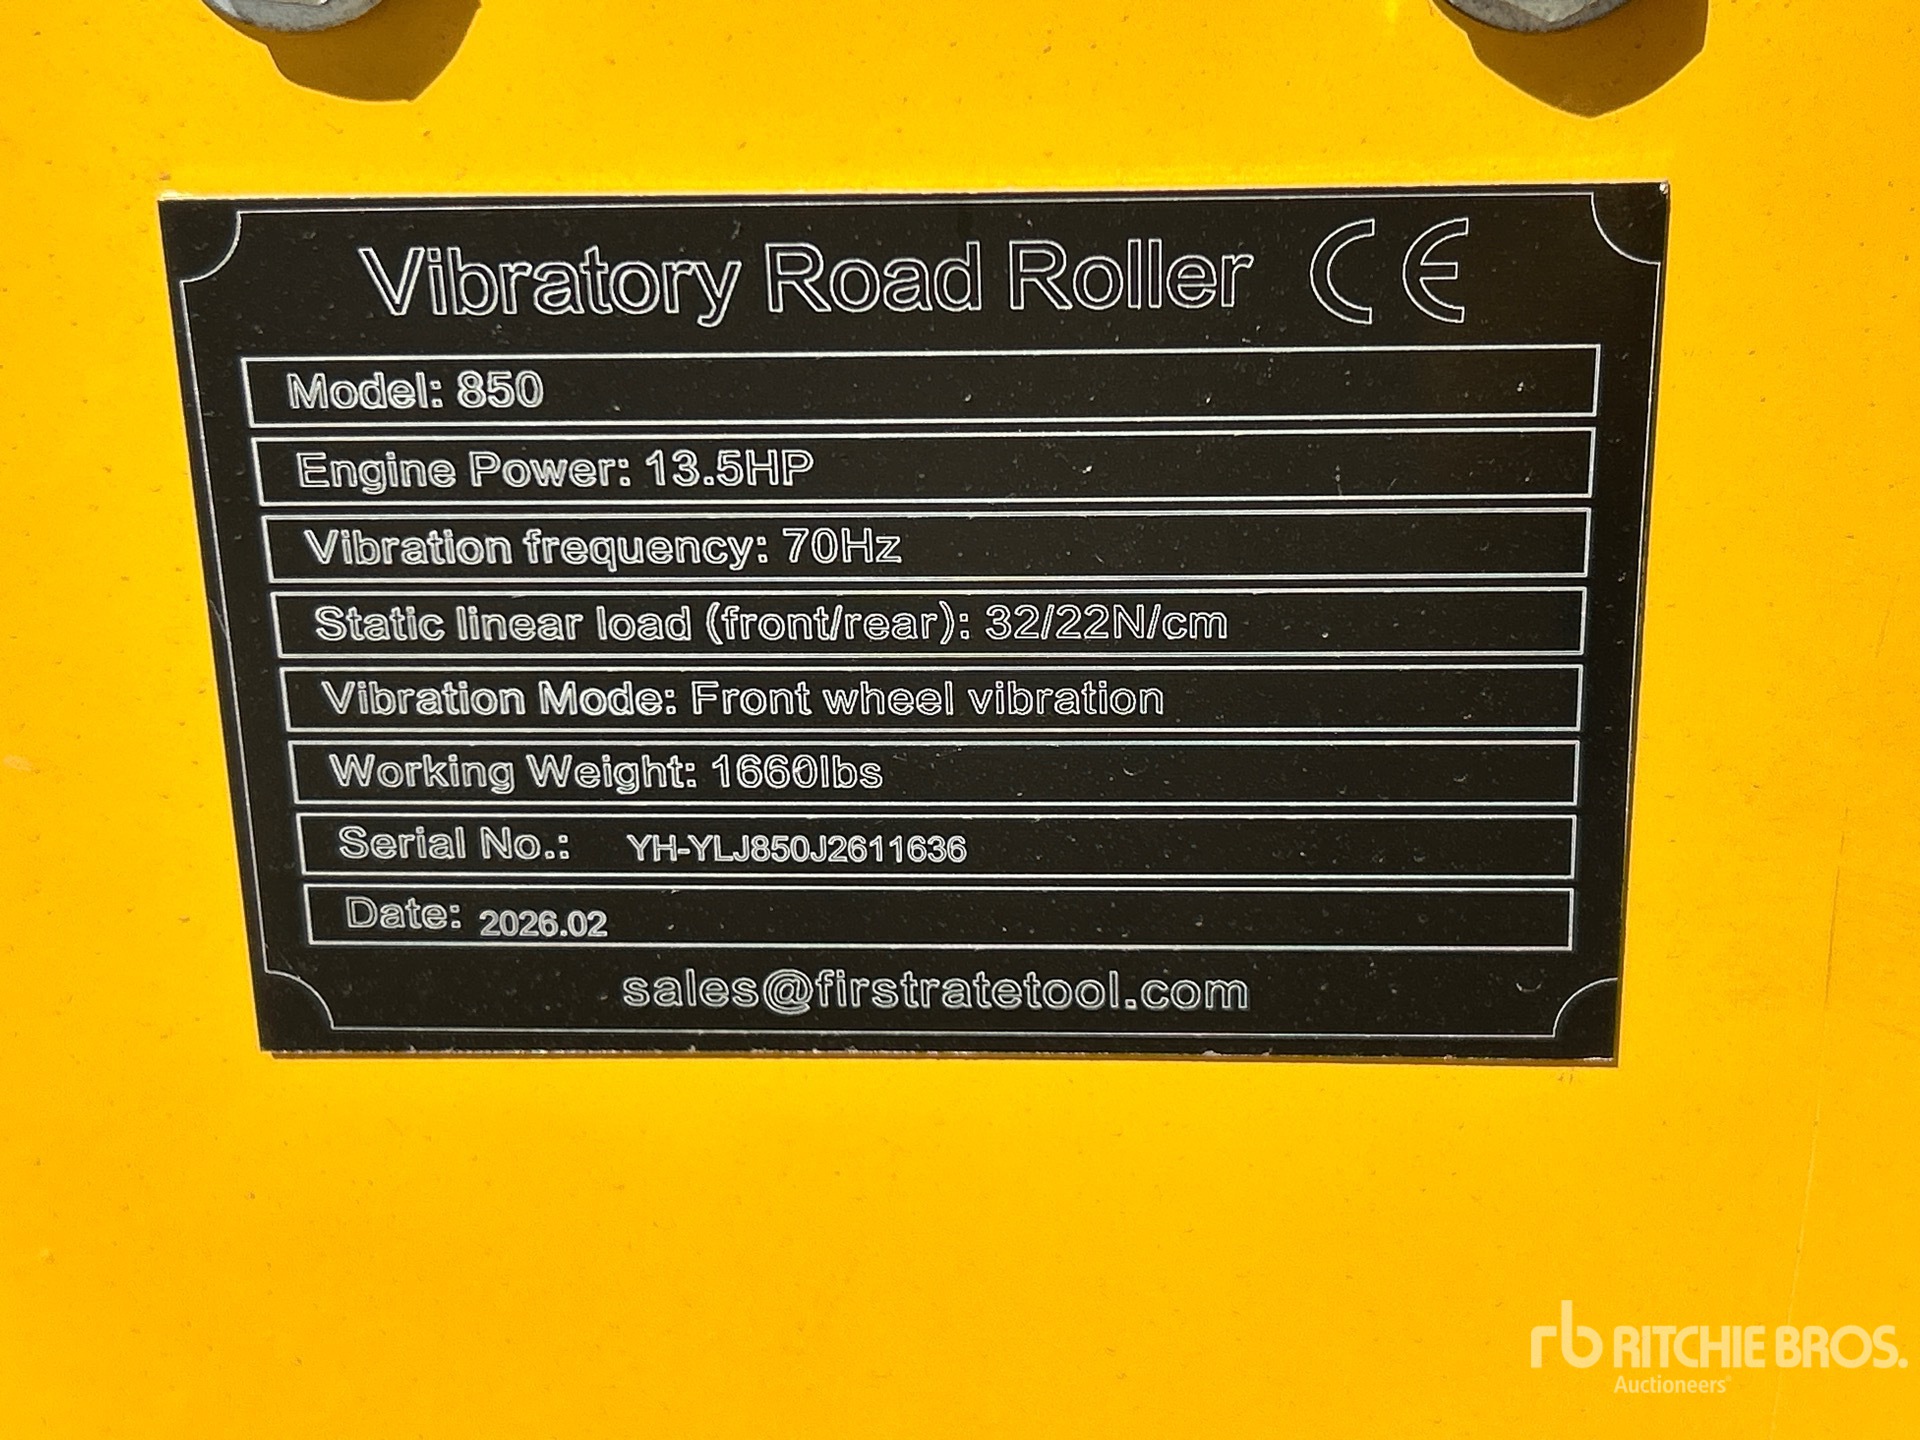 Vibratory Road Roller CE
Model: 850
Engine Power: 13.5HP
Vibration frequency: 70Hz
Static linear load (front/rear): 32/22N/cm
Vibration Mode: Front wheel vibration
Working Weight: 1660lbs
Serial No.: YH-YLJ850J2611636
Date: 2026.02
sales@firstratetool.com
rb RITCHIE BROS.
Auctioneers